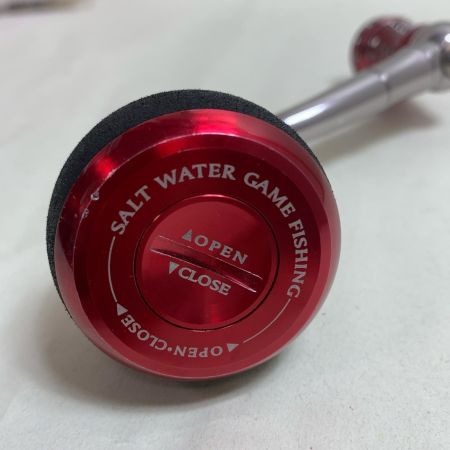 SALT WATER GAME FISHING
▲OPEN
▼CLOSE
◀OPEN•CLOSE▶